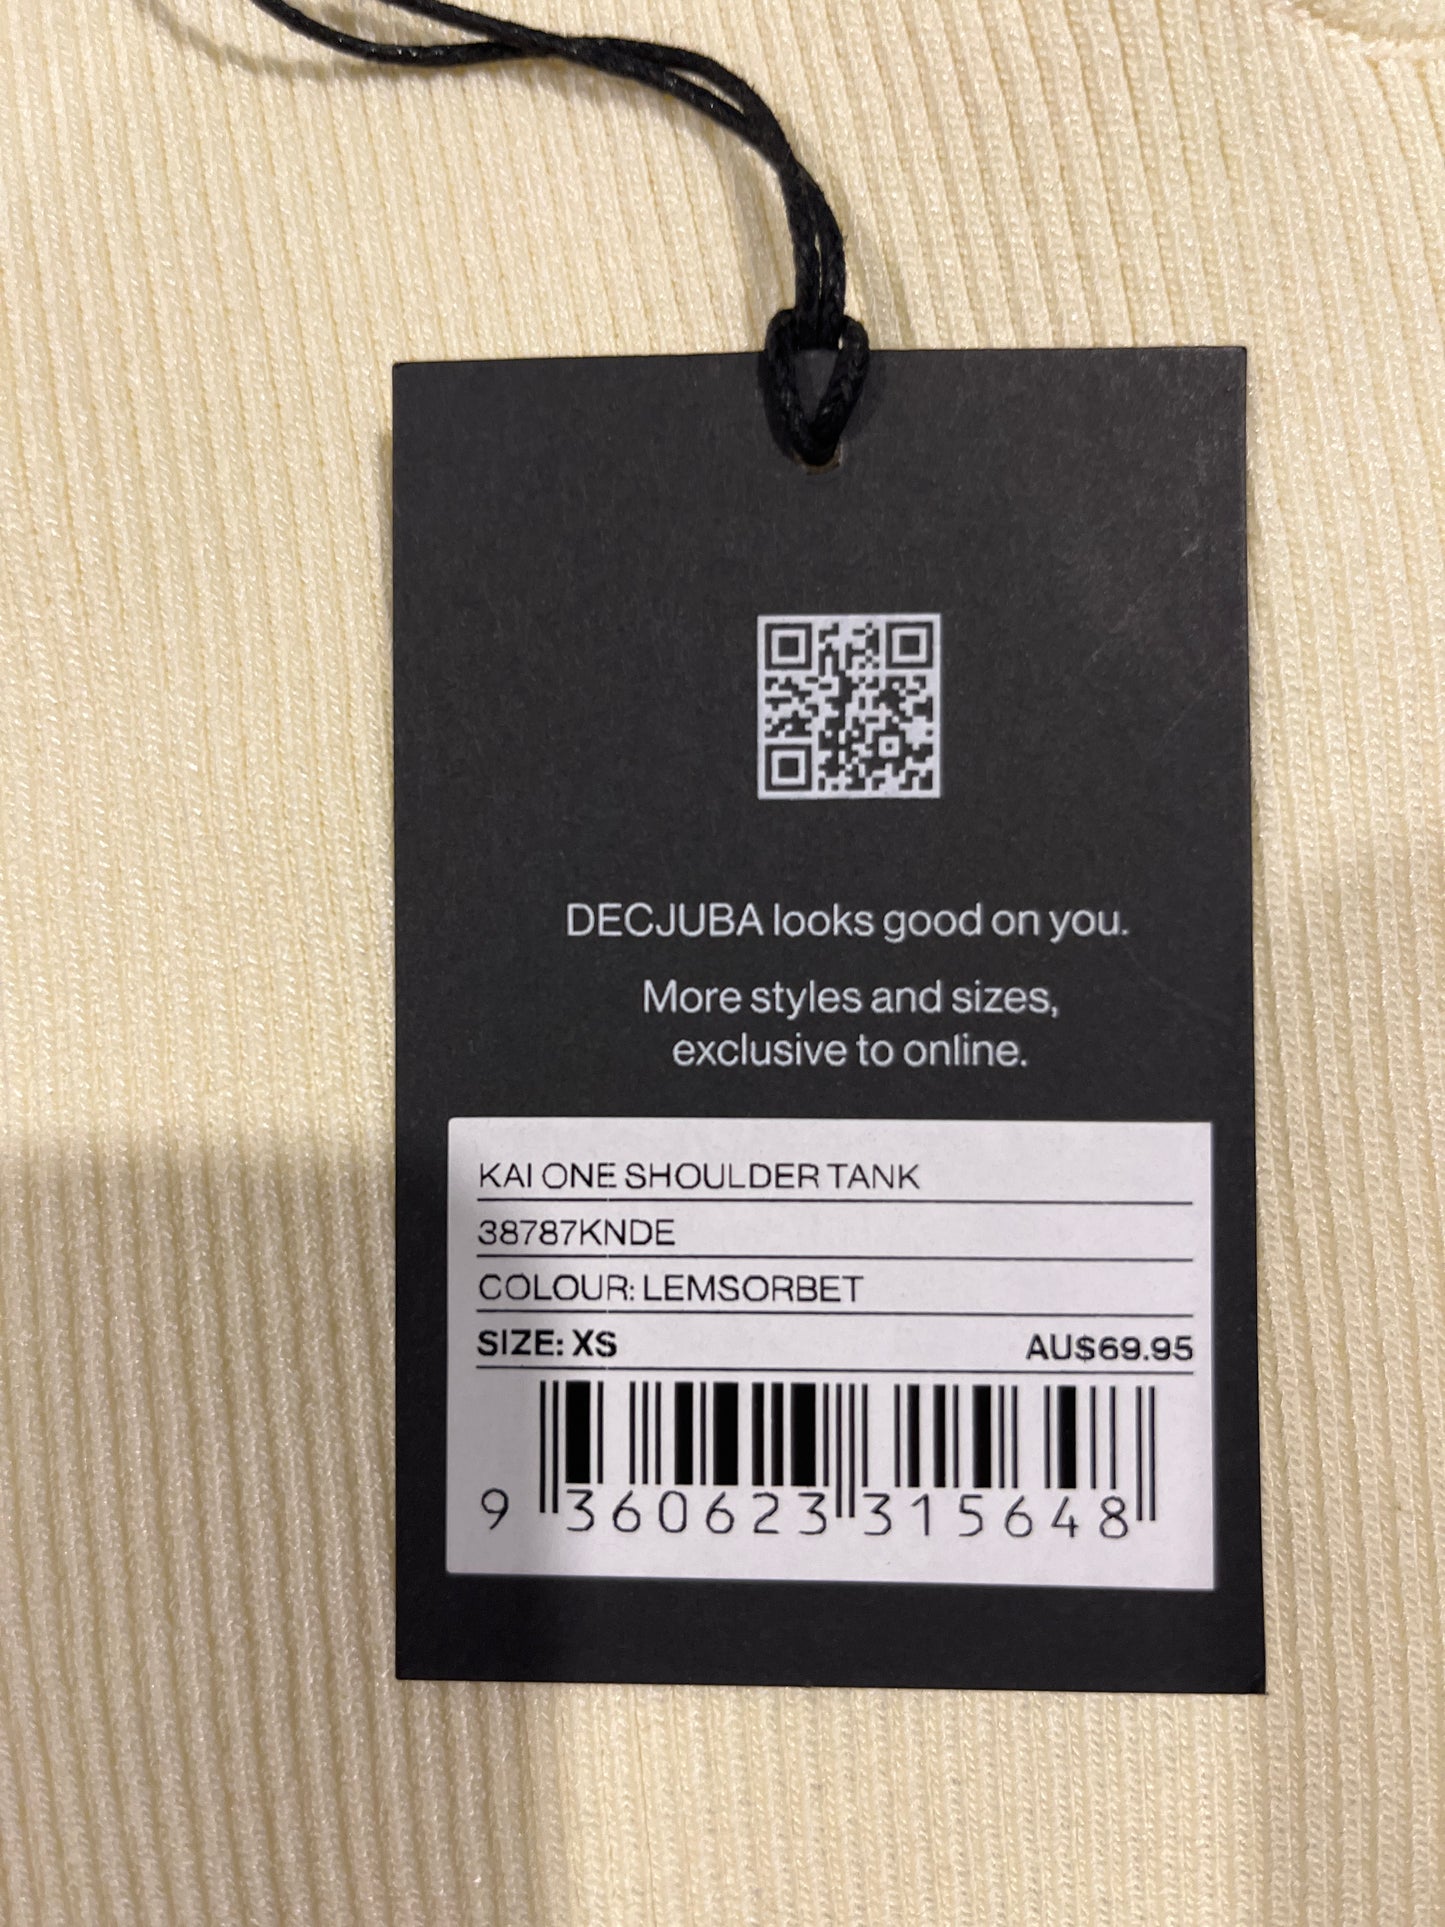 DECJUBA looks good on you.
More styles and sizes,
exclusive to online.
KAI ONE SHOULDER TANK
38787KNDE
COLOUR: LEMSORBET
SIZE: XS AU$69.95
9 360623 315648